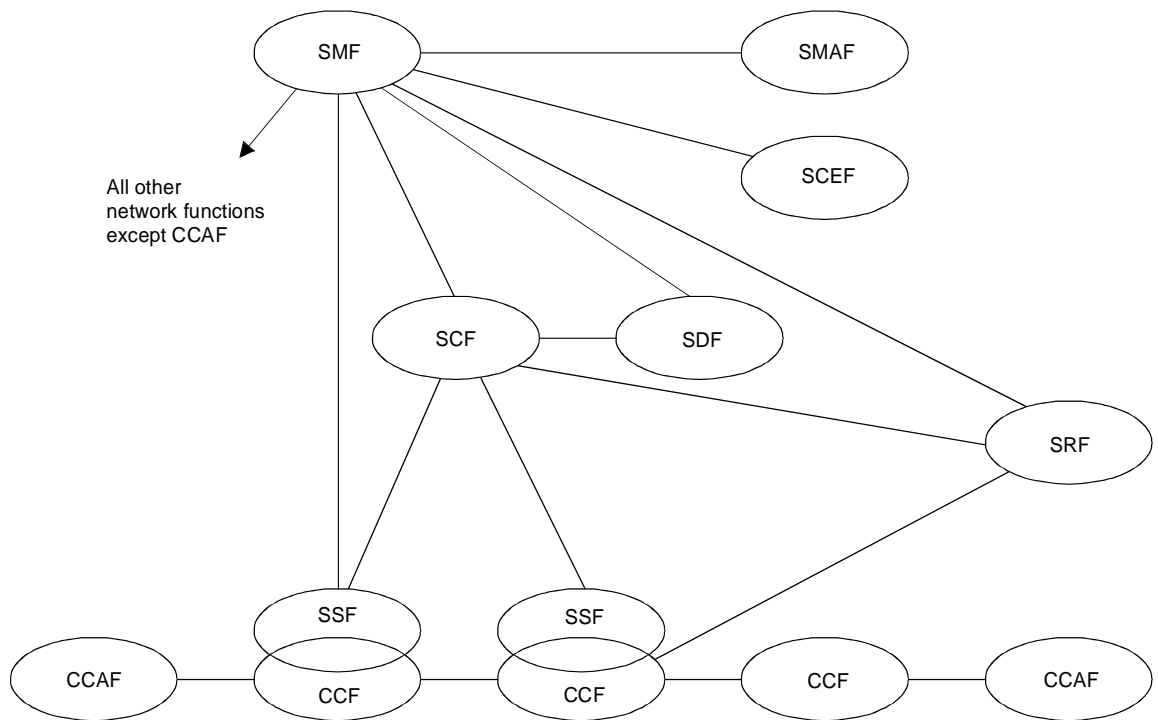 SMF
SMAF
SCEF
All other
network functions
except CCAF
SCF
SDF
SRF
SSF
SSF
CCAF
CCF
CCF
CCF
CCAF